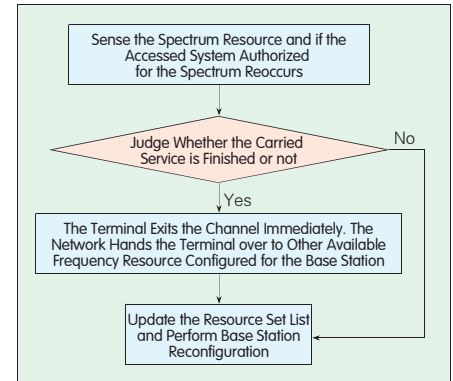 Sense the Spectrum Resource and if the
Accessed System Authorized
for the Spectrum Reoccurs
Judge Whether the Carried
Service is Finished or not
No
Yes
The Terminal Exits the Channel Immediately. The
Network Hands the Terminal over to Other Available
Frequency Resource Configured for the Base Station
Update the Resource Set List
and Perform Base Station
Reconfiguration